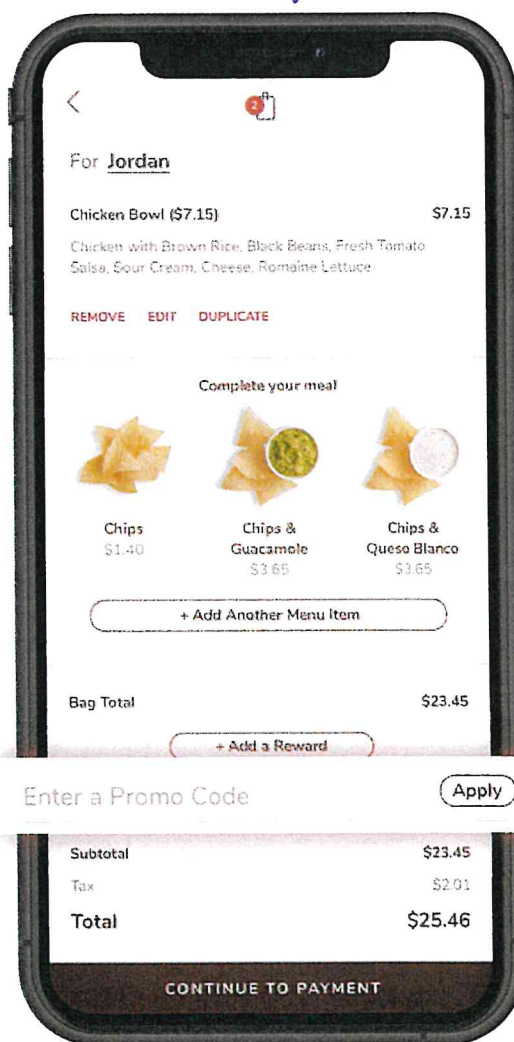 2
For Jordan
Chicken Bowl ($7.15) $7.15
Chicken with Brown Rice, Black Beans, Fresh Tomato
Salsa, Sour Cream, Cheese, Romaine Lettuce
REMOVE EDIT DUPLICATE
Complete your meal
Chips
$1.40
Chips &
Guacamole
$3.65
Chips &
Queso Blanco
$3.65
+ Add Another Menu Item
Bag Total $23.45
+ Add a Reward
Enter a Promo Code Apply
Subtotal $23.45
Tax $2.01
Total $25.46
CONTINUE TO PAYMENT